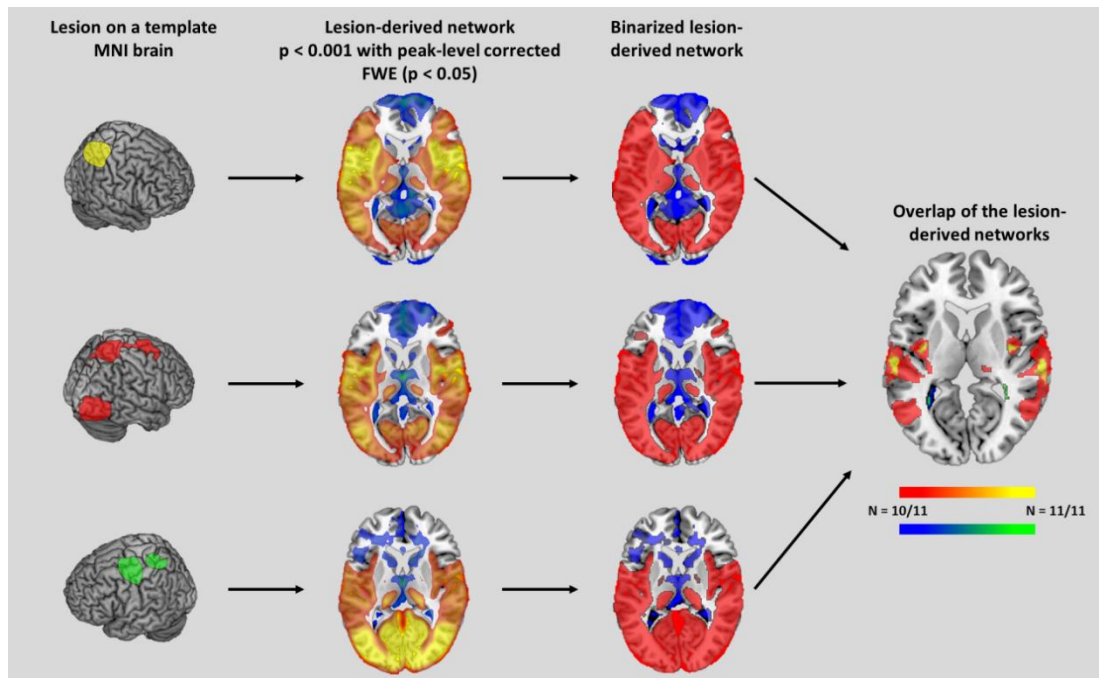 Lesion on a template
MNI brain
Lesion-derived network
p < 0.001 with peak-level corrected
FWE (p < 0.05)
Binarized lesion-
derived network
Overlap of the lesion-
derived networks
N = 10/11
N = 11/11